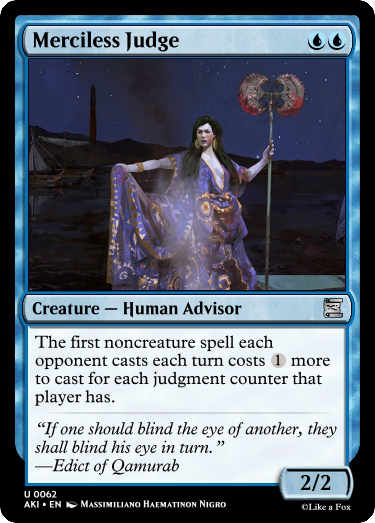 Merciless Judge
Creature — Human Advisor
The first noncreature spell each
opponent casts each turn costs 1 more
to cast for each judgment counter that
player has.
“If one should blind the eye of another, they
shall blind his eye in turn.”
—Edict of Qamurab
2/2
U 0062
AKI • EN Massimiliano Haematinon Nigro
©Like a Fox